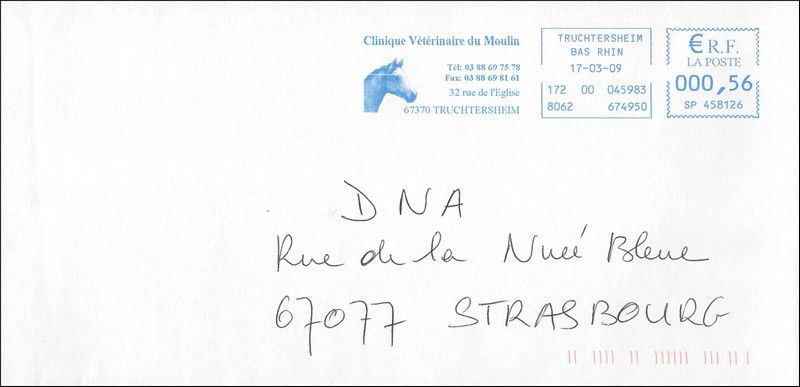 Clinique Vétérinaire du Moulin
Tél: 03 88 69 75 78
Fax: 03 88 69 81 61
32 rue de l'Eglise
67370 TRUCHTERSHEIM
TRUCHTERSHEIM
BAS RHIN
17-03-09
172 00 045983
8062 674950
€ R.F.
LA POSTE
000,56
SP 458126
DNA
Rue de la Nuée Bleue
67077 STRASBOURG